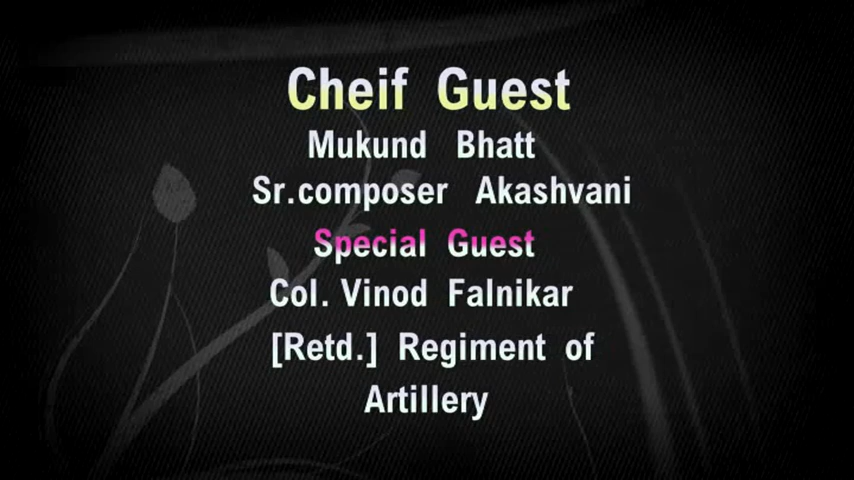 Cheif Guest
Mukund Bhatt
Sr.composer Akashvani
Special Guest
Col. Vinod Falnikar
[Retd.] Regiment of
Artillery